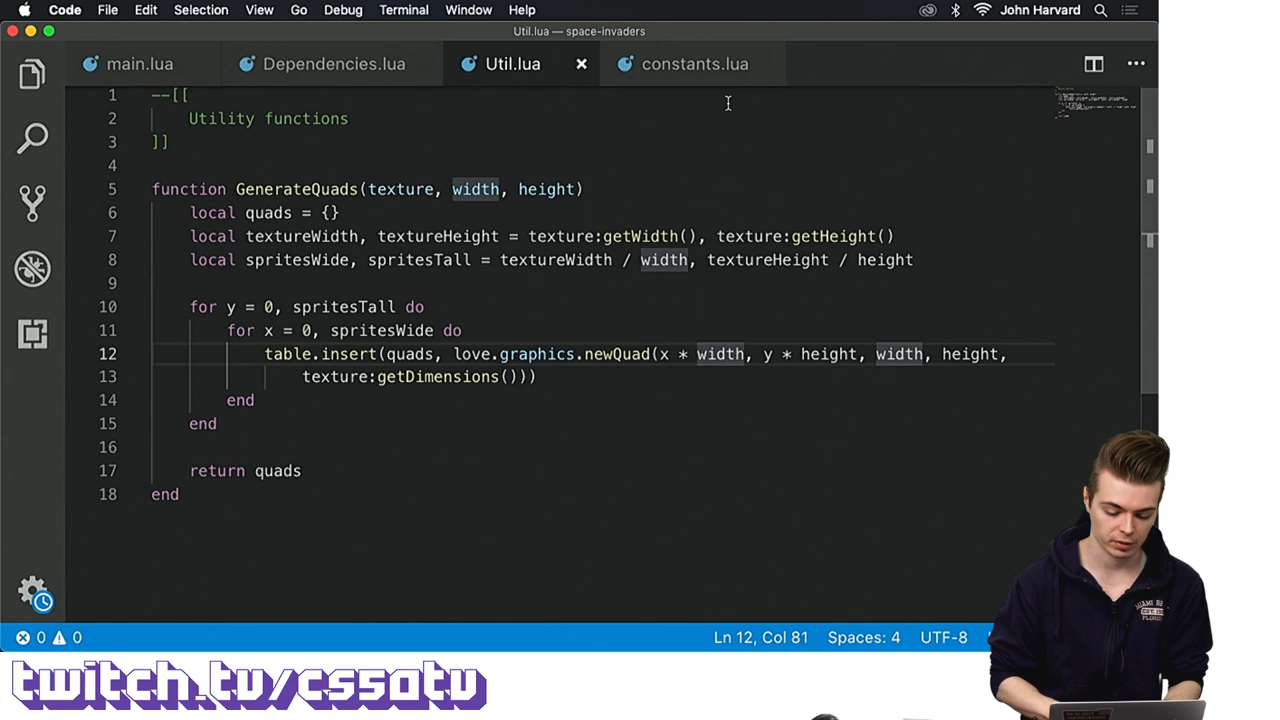 Code File Edit Selection View Go Debug Terminal Window Help John Harvard
Util.lua — space-invaders
main.lua Dependencies.lua Util.lua × constants.lua
1 --[[
2 Utility functions
3 ]]
4
5 function GenerateQuads(texture, width, height)
6 local quads = {}
7 local textureWidth, textureHeight = texture:getWidth(), texture:getHeight()
8 local spritesWide, spritesTall = textureWidth / width, textureHeight / height
9
10 for y = 0, spritesTall do
11 for x = 0, spritesWide do
12 table.insert(quads, love.graphics.newQuad(x * width, y * height, width, height,
13 texture:getDimensions()))
14 end
15 end
16
17 return quads
18 end
0 0 Ln 12, Col 81 Spaces: 4 UTF-8
twitch.tv/cs50tv